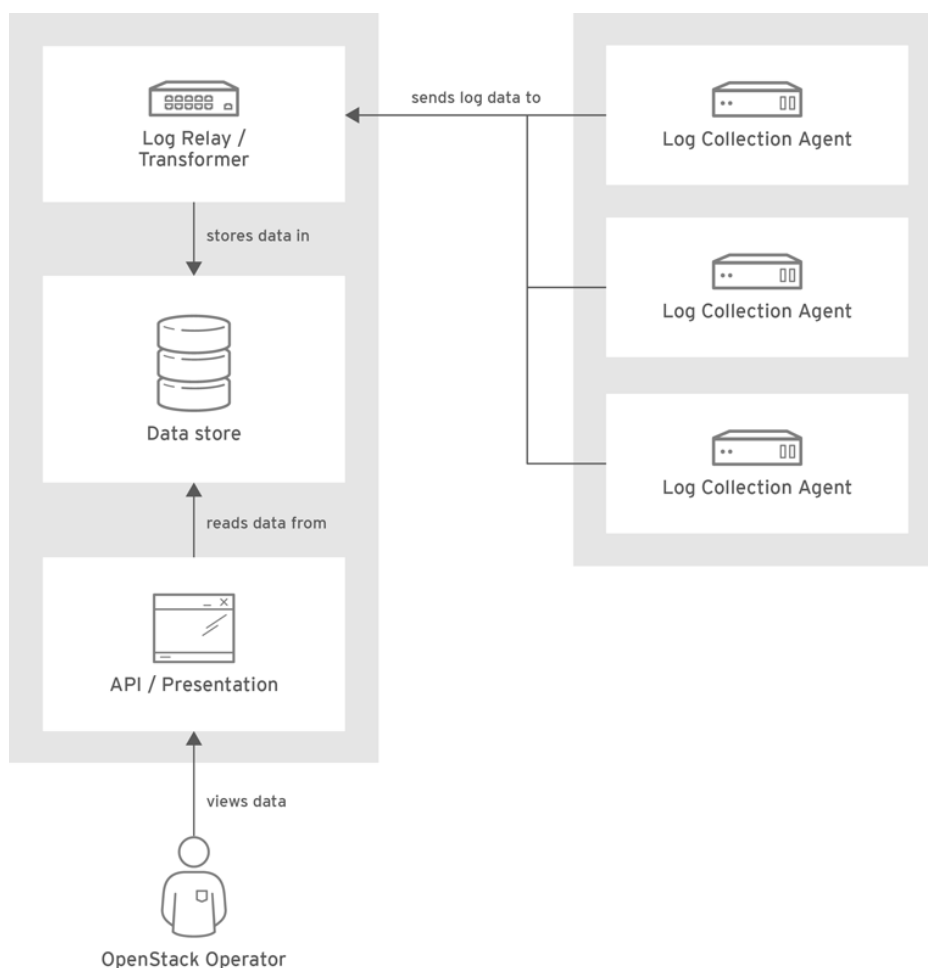 sends log data to
Log Relay /
Transformer
Log Collection Agent
stores data in
Log Collection Agent
Data store
Log Collection Agent
reads data from
API / Presentation
views data
OpenStack Operator